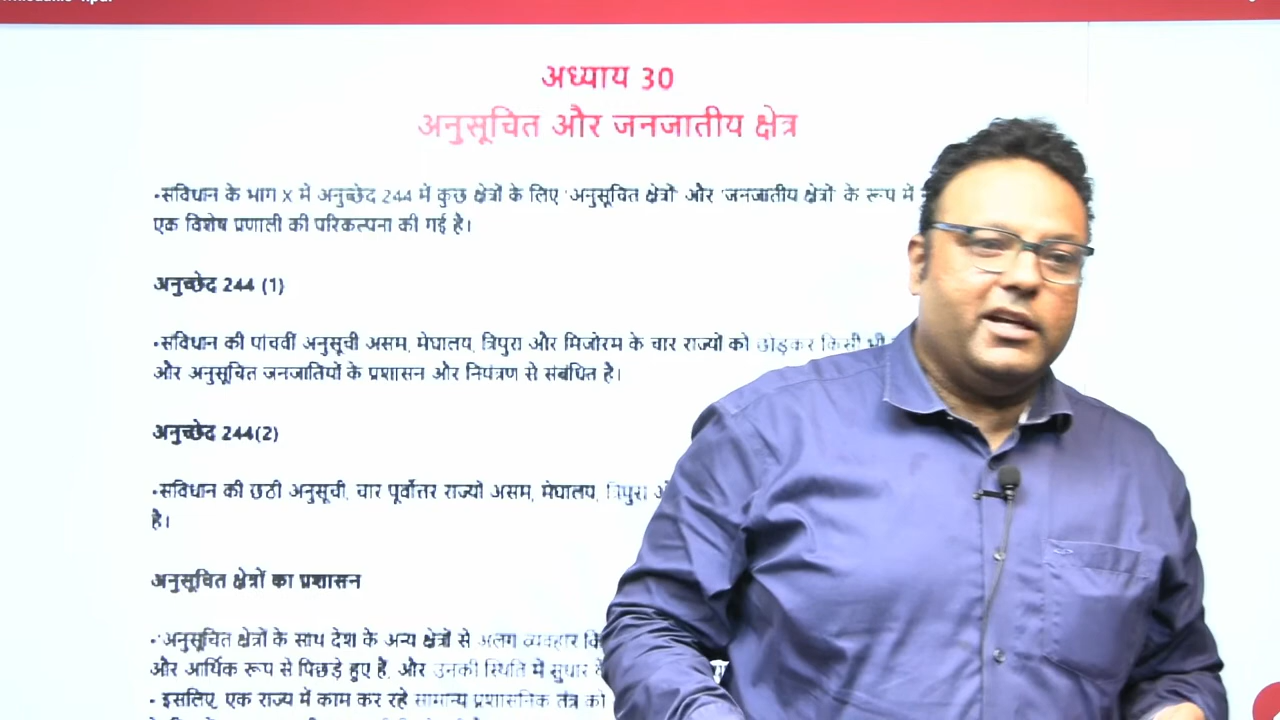 अध्याय 30
अनुसूचित और जनजातीय क्षेत्र
•संविधान के भाग X में अनुच्छेद 244 में कुछ क्षेत्रों के लिए 'अनुसूचित क्षेत्रों' और 'जनजातीय क्षेत्रों' के रूप में
एक विशेष प्रणाली की परिकल्पना की गई है।
अनुच्छेद 244 (1)
•संविधान की पांचवीं अनुसूची असम, मेघालय, त्रिपुरा और मिजोरम के चार राज्यों को छोड़कर किसी भी
और अनुसूचित जनजातियों के प्रशासन और नियंत्रण से संबंधित है।
अनुच्छेद 244(2)
•संविधान की छठी अनुसूची, चार पूर्वोत्तर राज्यों असम, मेघालय, त्रिपुरा
है।
अनुसूचित क्षेत्रों का प्रशासन
•'अनुसूचित क्षेत्रों के साथ देश के अन्य क्षेत्रों से अलग व्यवहार
और आर्थिक रूप से पिछड़े हुए हैं, और उनकी स्थिति में सुधार
• इसलिए, एक राज्य में काम कर रहे सामान्य प्रशासनिक तंत्र को